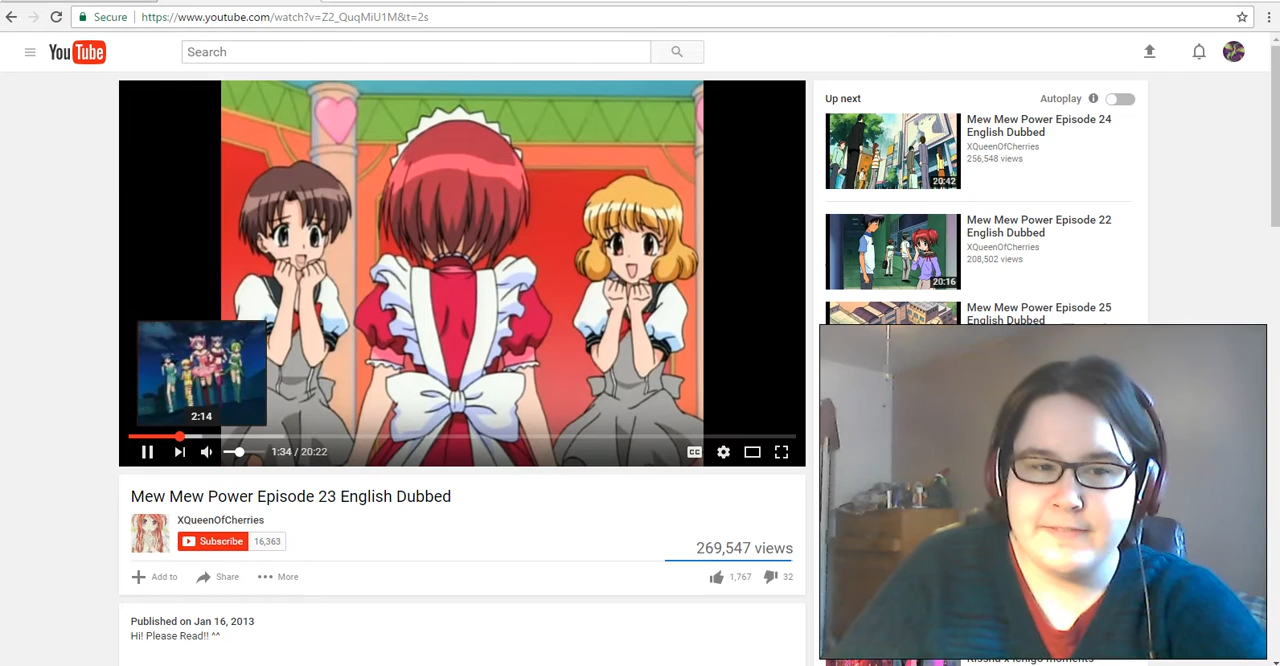 Secure
https://www.youtube.com/watch?v=Z2_QuqMiU1M&t=2s
YouTube
Search
2:14
1:34 / 20:22
CC
Mew Mew Power Episode 23 English Dubbed
XQueenOfCherries
Subscribe 16,363
269,547 views
Add to Share More
1,767 32
Published on Jan 16, 2013
Hi! Please Read!! ^^
Up next
Autoplay
Mew Mew Power Episode 24
English Dubbed
XQueenOfCherries
256,548 views
20:42
Mew Mew Power Episode 22
English Dubbed
XQueenOfCherries
208,502 views
20:16
Mew Mew Power Episode 25
English Dubbed
Kisshu x Ichigo moments